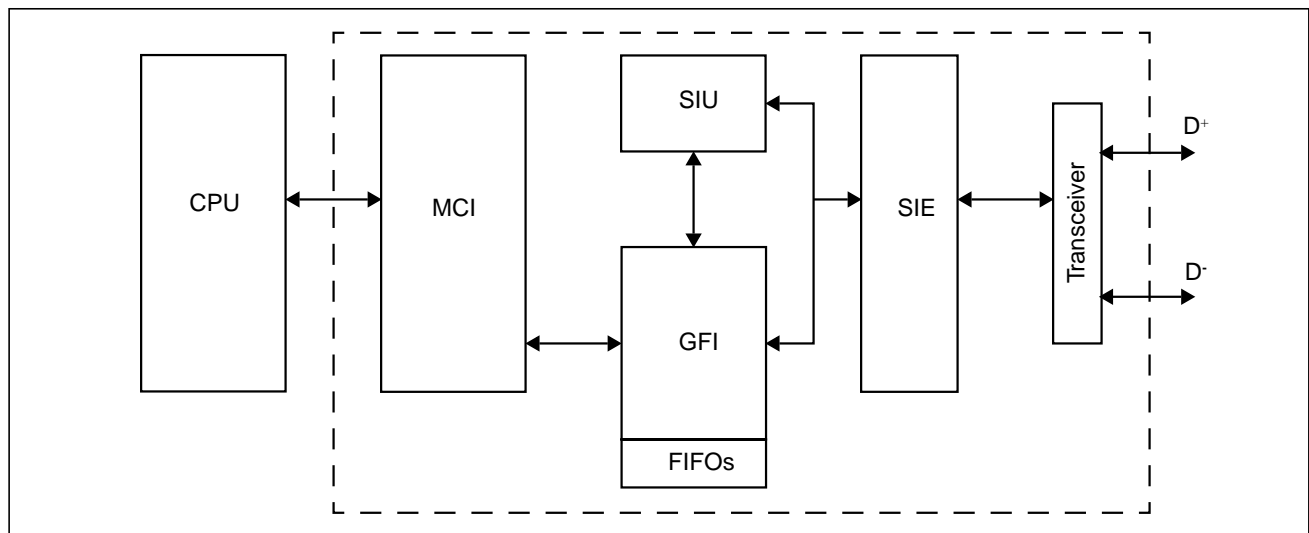 CPU
MCI
SIU
GFI
FIFOs
SIE
Transceiver
D⁺
D⁻